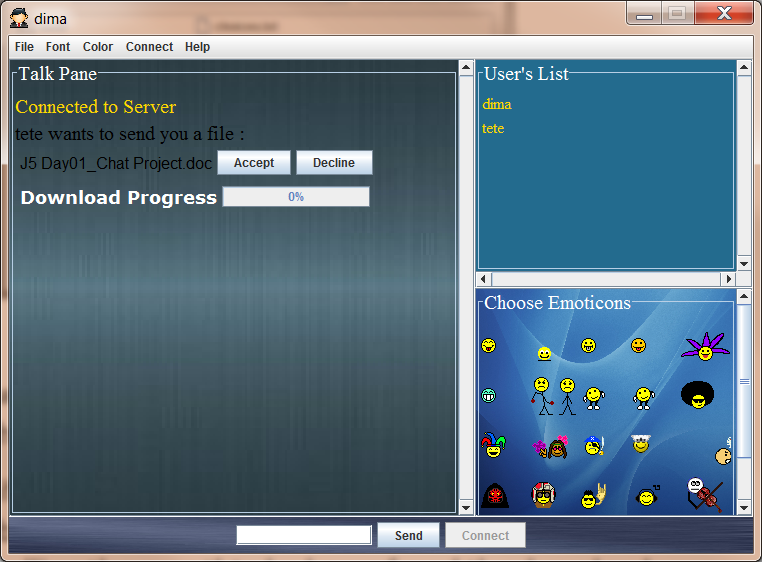 dima
File Font Color Connect Help
Talk Pane
Connected to Server
tete wants to send you a file :
J5 Day01_Chat Project.doc Accept Decline
Download Progress 0%
User's List
dima
tete
Choose Emoticons
Send Connect